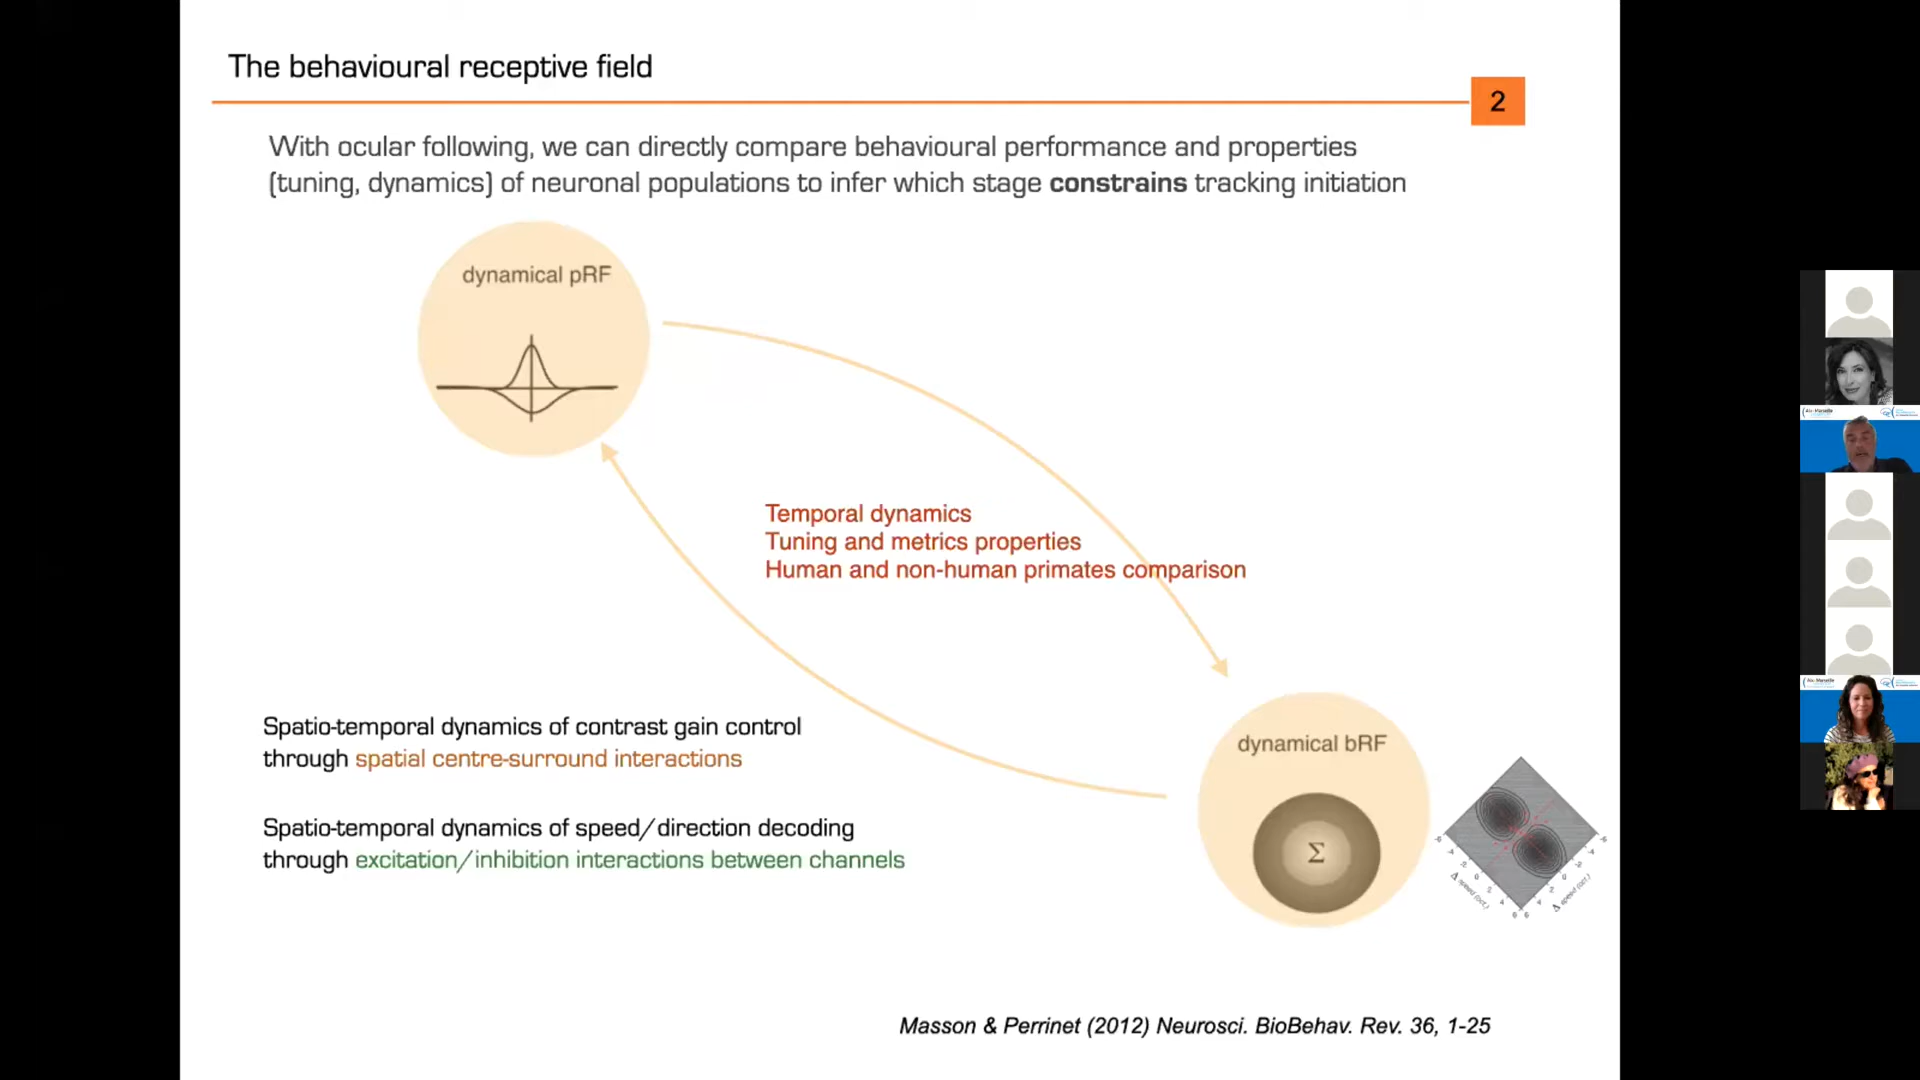 The behavioural receptive field
2
With ocular following, we can directly compare behavioural performance and properties
(tuning, dynamics) of neuronal populations to infer which stage constrains tracking initiation
dynamical pRF
Temporal dynamics
Tuning and metrics properties
Human and non-human primates comparison
Spatio-temporal dynamics of contrast gain control
through spatial centre-surround interactions
Spatio-temporal dynamics of speed/direction decoding
through excitation/inhibition interactions between channels
dynamical bRF
Σ
Δ speed (oct.)
Δ speed (oct.)
Masson & Perrinet (2012) Neurosci. BioBehav. Rev. 36, 1-25